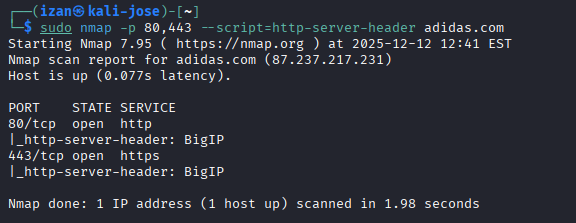 ┌──(izan㉿kali-jose)-[~]
└─$ sudo nmap -p 80,443 --script=http-server-header adidas.com
Starting Nmap 7.95 ( https://nmap.org ) at 2025-12-12 12:41 EST
Nmap scan report for adidas.com (87.237.217.231)
Host is up (0.077s latency).

PORT    STATE SERVICE
80/tcp  open  http
|_http-server-header: BigIP
443/tcp open  https
|_http-server-header: BigIP

Nmap done: 1 IP address (1 host up) scanned in 1.98 seconds